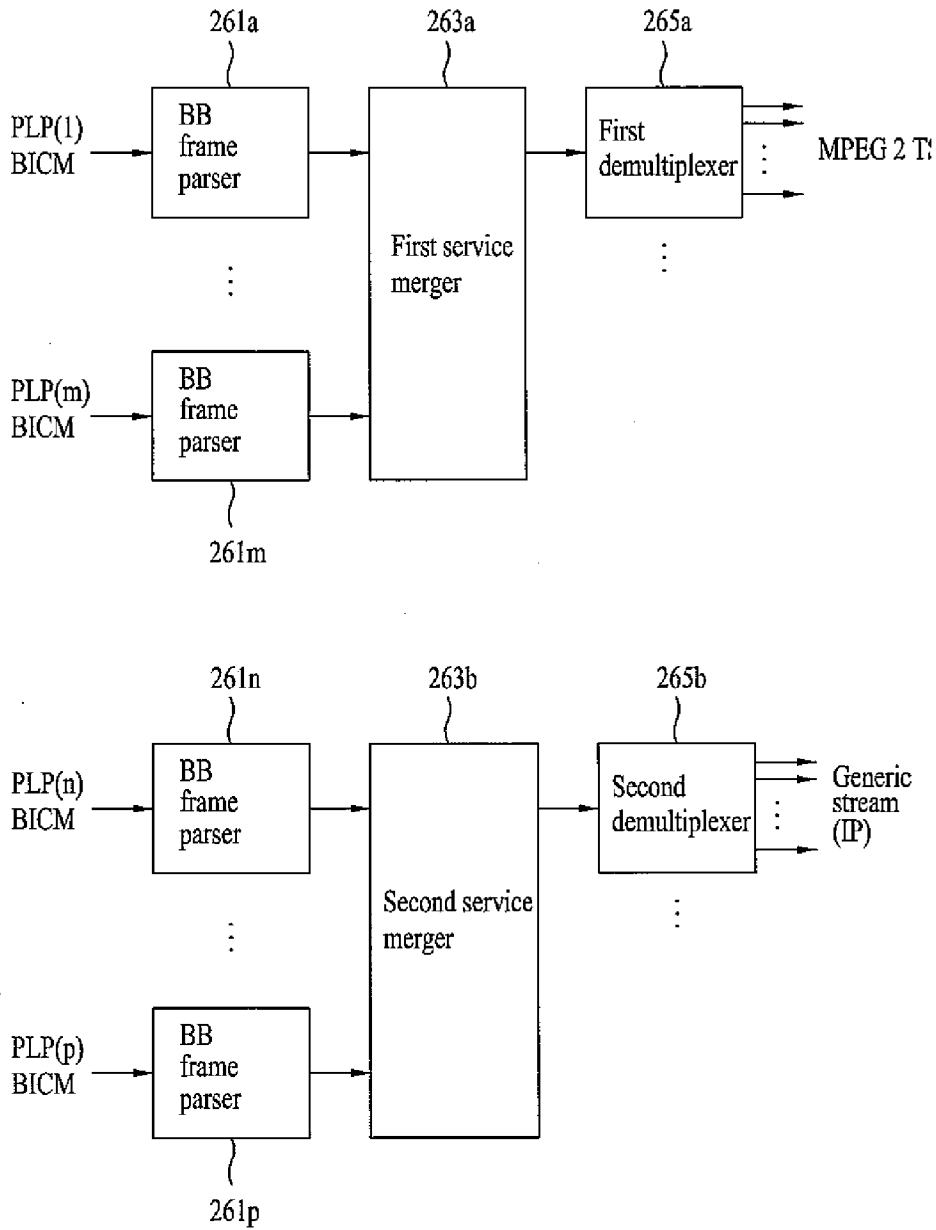 261a
263a
265a
PLP(1)
BICM
BB
frame
parser
First service
merger
First
demultiplexer
MPEG 2 TS
PLP(m)
BICM
BB
frame
parser
261m
261n
263b
265b
PLP(n)
BICM
BB
frame
parser
Second service
merger
Second
demultiplexer
Generic
stream
(IP)
PLP(p)
BICM
BB
frame
parser
261p